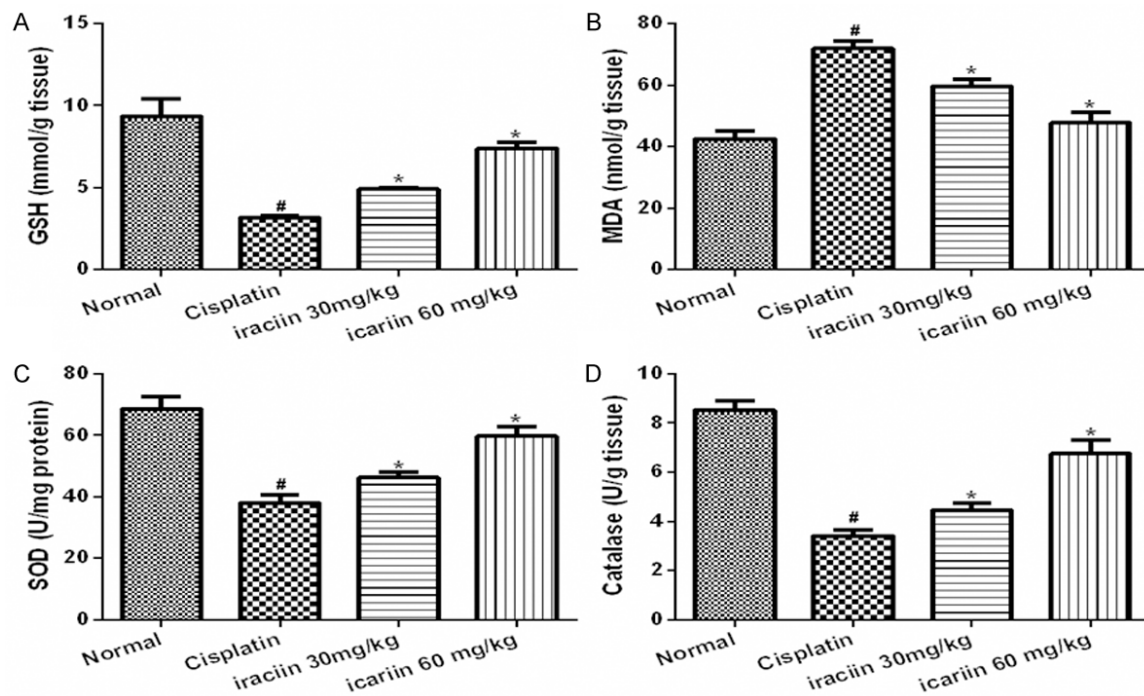 A
GSH (mmol/g tissue)
15
10
5
0
#
*
*
Normal
Cisplatin
iraciin 30mg/kg
icariin 60 mg/kg
B
MDA (nmol/g tissue)
80
60
40
20
0
#
*
*
Normal
Cisplatin
iraciin 30mg/kg
icariin 60 mg/kg
C
SOD (U/mg protein)
80
60
40
20
0
#
*
*
Normal
Cisplatin
iraciin 30mg/kg
icariin 60 mg/kg
D
Catalase (U/g tissue)
10
8
6
4
2
0
#
*
*
Normal
Cisplatin
iraciin 30mg/kg
icariin 60 mg/kg